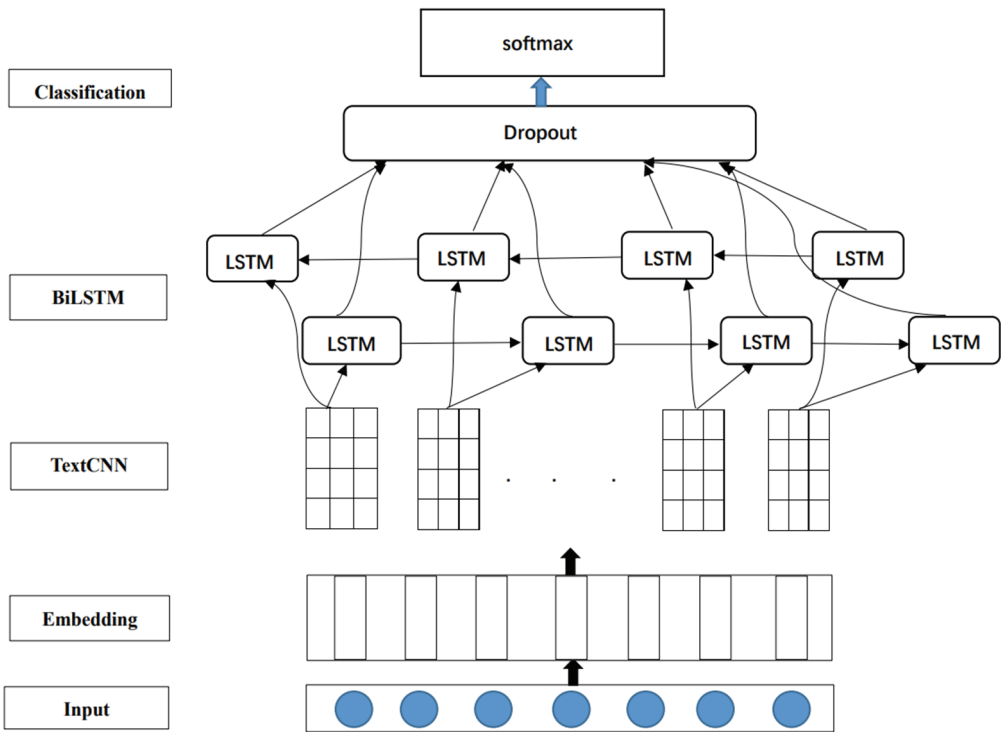 softmax
Classification
Dropout
LSTM LSTM LSTM LSTM
BiLSTM
LSTM LSTM LSTM LSTM
TextCNN
. . .
Embedding
Input